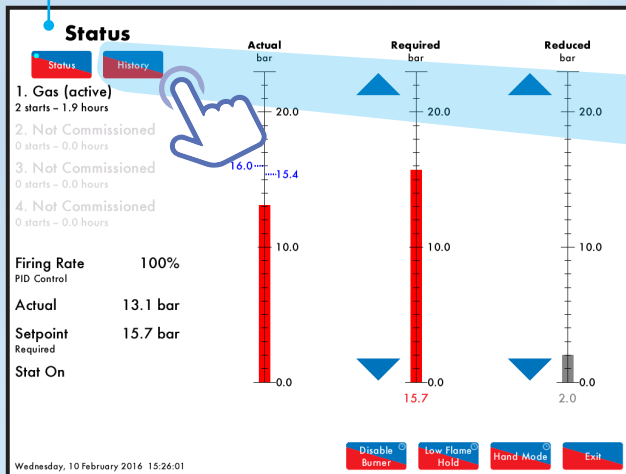 Status
Status
History
1. Gas (active)
2 starts – 1.9 hours
2. Not Commissioned
0 starts – 0.0 hours
3. Not Commissioned
0 starts – 0.0 hours
4. Not Commissioned
0 starts – 0.0 hours
Firing Rate 100%
PID Control
Actual 13.1 bar
Setpoint 15.7 bar
Required
Stat On
Actual
bar
20.0
16.0
15.4
10.0
0.0
Required
bar
20.0
10.0
0.0
15.7
Reduced
bar
20.0
10.0
0.0
2.0
Wednesday, 10 February 2016 15:26:01
Disable
Burner
Low Flame
Hold
Hand Mode
Exit